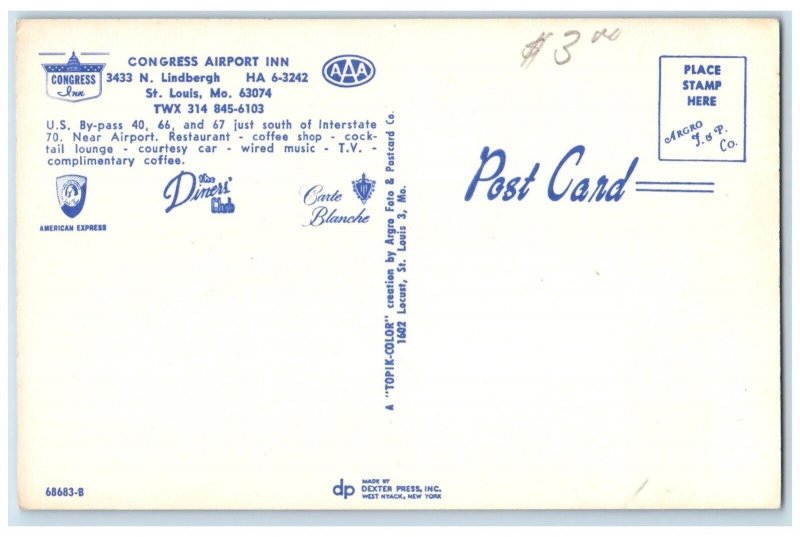 CONGRESS AIRPORT INN
CONGRESS
Inn
3433 N. Lindbergh HA 6-3242
St. Louis, Mo. 63074
TWX 314 845-6103
AAA
U.S. By-pass 40, 66, and 67 just south of Interstate
70. Near Airport. Restaurant - coffee shop - cock-
tail lounge - courtesy car - wired music - T.V. -
complimentary coffee.
AMERICAN EXPRESS
The
Diners'
Club
Carte
Blanche
A "TOPIK-COLOR" creation by Argro Foto & Postcard Co.
1602 Locust, St. Louis 3, Mo.
$3.00
PLACE
STAMP
HERE
ARGRO
F. & P.
Co.
Post Card
68683-B
dp
MADE BY
DEXTER PRESS, INC.
WEST NYACK, NEW YORK